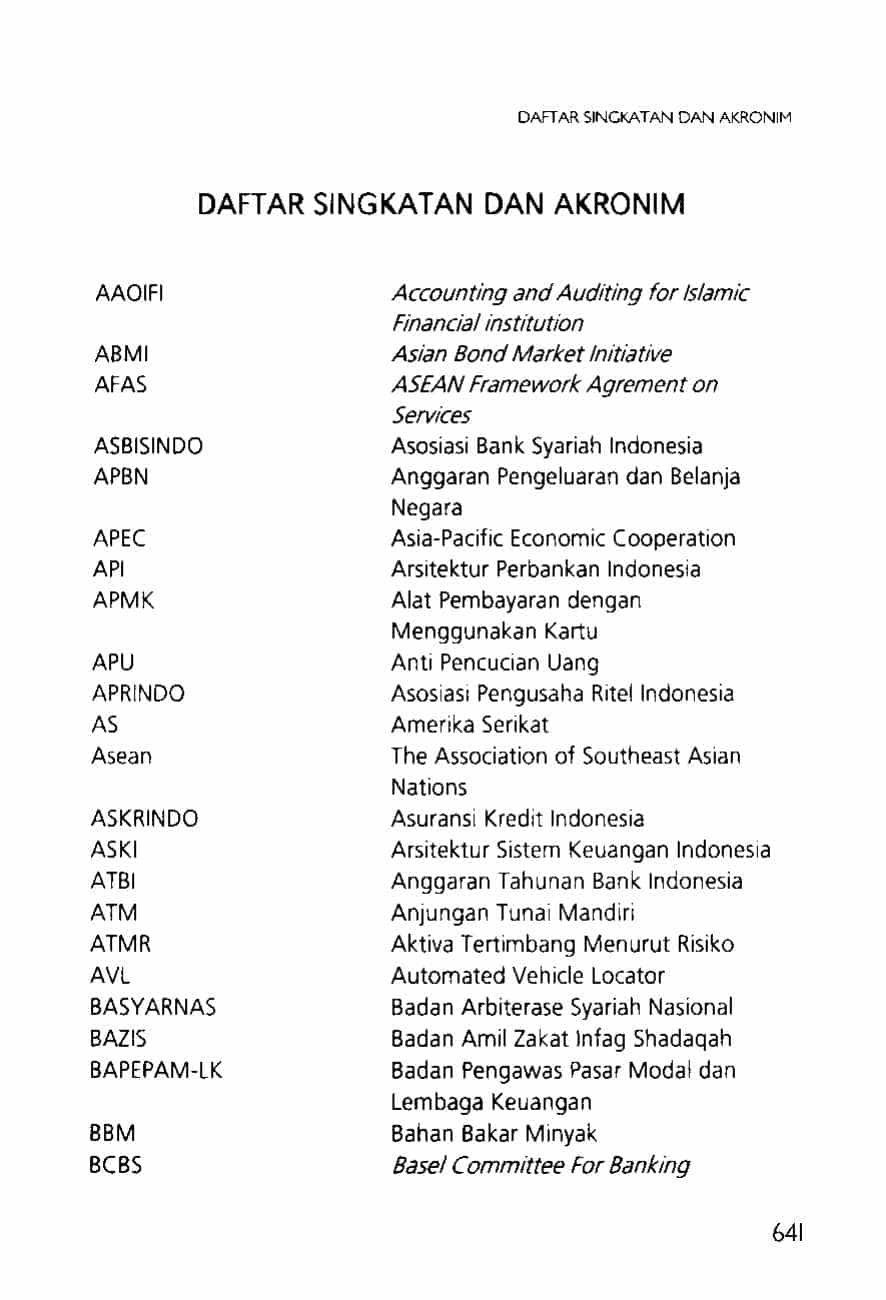 DAFTAR SINGKATAN DAN AKRONIM
DAFTAR SINGKATAN DAN AKRONIM
AAOIFI Accounting and Auditing for Islamic
Financial institution
ABMI Asian Bond Market Initiative
AFAS ASEAN Framework Agrement on
Services
ASBISINDO Asosiasi Bank Syariah Indonesia
APBN Anggaran Pengeluaran dan Belanja
Negara
APEC Asia-Pacific Economic Cooperation
API Arsitektur Perbankan Indonesia
APMK Alat Pembayaran dengan
Menggunakan Kartu
APU Anti Pencucian Uang
APRINDO Asosiasi Pengusaha Ritel Indonesia
AS Amerika Serikat
Asean The Association of Southeast Asian
Nations
ASKRINDO Asuransi Kredit Indonesia
ASKI Arsitektur Sistem Keuangan Indonesia
ATBI Anggaran Tahunan Bank Indonesia
ATM Anjungan Tunai Mandiri
ATMR Aktiva Tertimbang Menurut Risiko
AVL Automated Vehicle Locator
BASYARNAS Badan Arbiterase Syariah Nasional
BAZIS Badan Amil Zakat Infag Shadaqah
BAPEPAM-LK Badan Pengawas Pasar Modal dan
Lembaga Keuangan
BBM Bahan Bakar Minyak
BCBS Basel Committee For Banking
641